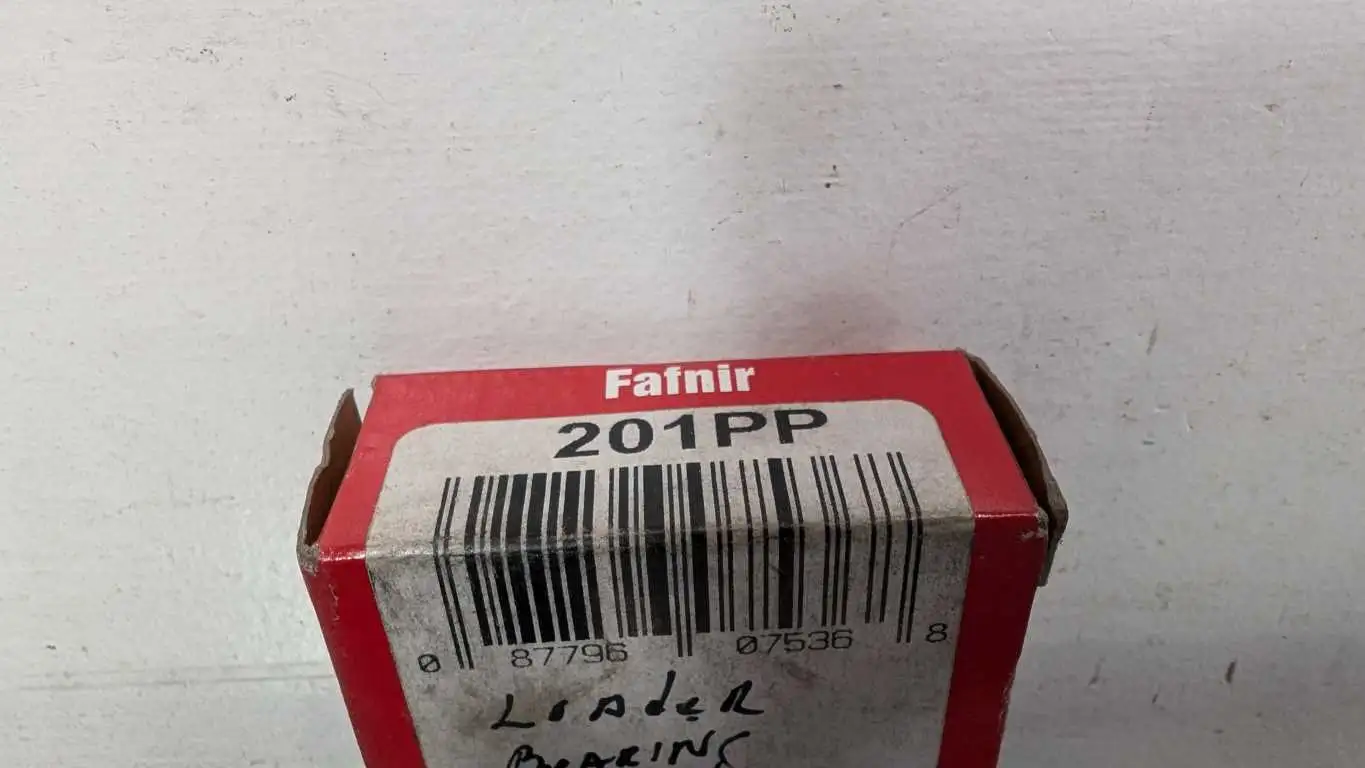 Fafnir
201PP
0 87796 07536 8
LOADER
BEARING